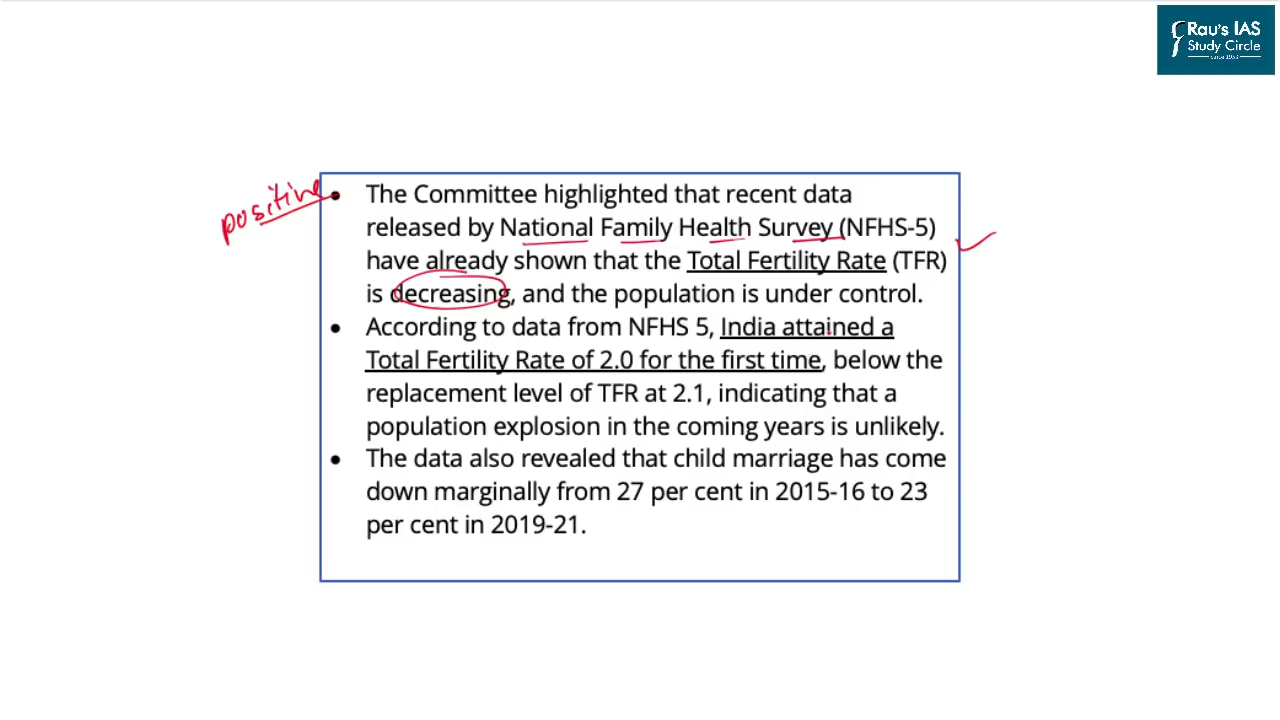 Rau's IAS
Study Circle
since 1953
positive
• The Committee highlighted that recent data
released by National Family Health Survey (NFHS-5)
have already shown that the Total Fertility Rate (TFR)
is decreasing, and the population is under control.
• According to data from NFHS 5, India attained a
Total Fertility Rate of 2.0 for the first time, below the
replacement level of TFR at 2.1, indicating that a
population explosion in the coming years is unlikely.
• The data also revealed that child marriage has come
down marginally from 27 per cent in 2015-16 to 23
per cent in 2019-21.